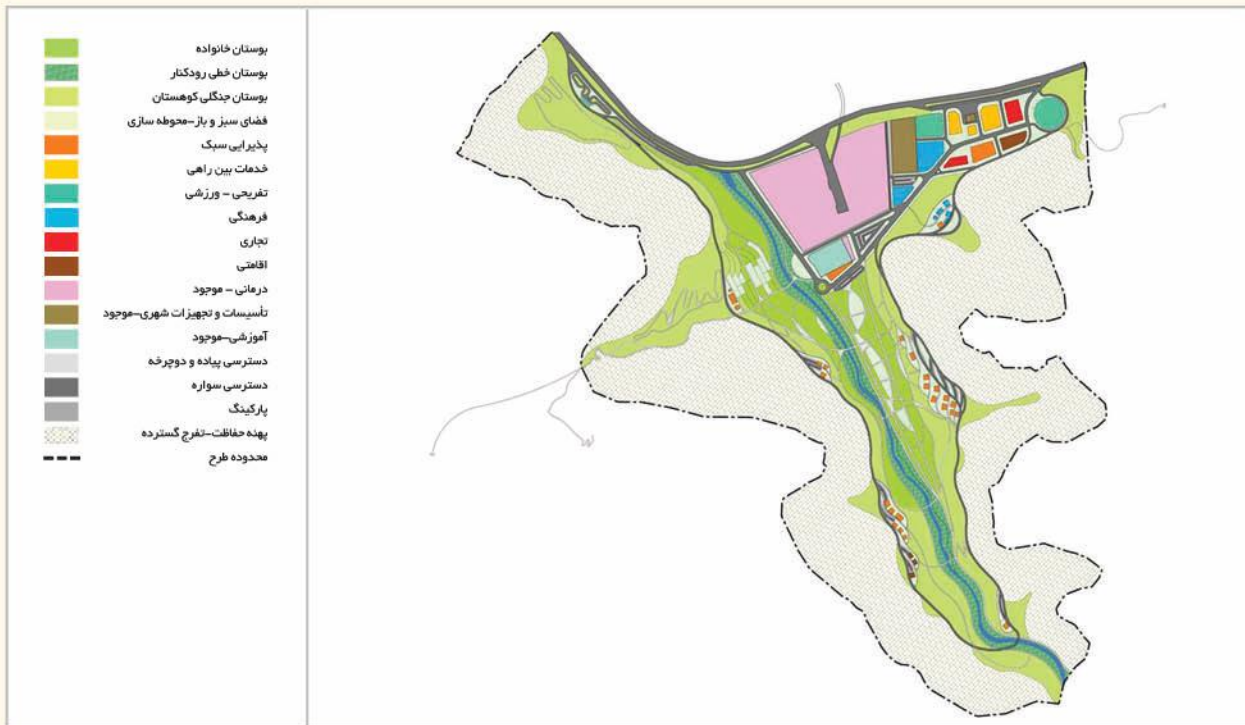 بوستان خانواده
بوستان خطی رودکنار
بوستان جنگلی کوهستان
فضای سبز و باز-محوطه سازی
پذیرایی سبک
خدمات بین راهی
تفریحی - ورزشی
فرهنگی
تجاری
اقامتی
درمانی - موجود
تأسیسات و تجهیزات شهری-موجود
آموزشی-موجود
دسترسی پیاده و دوچرخه
دسترسی سواره
پارکینگ
پهنه حفاظت-تفرج گسترده
محدوده طرح